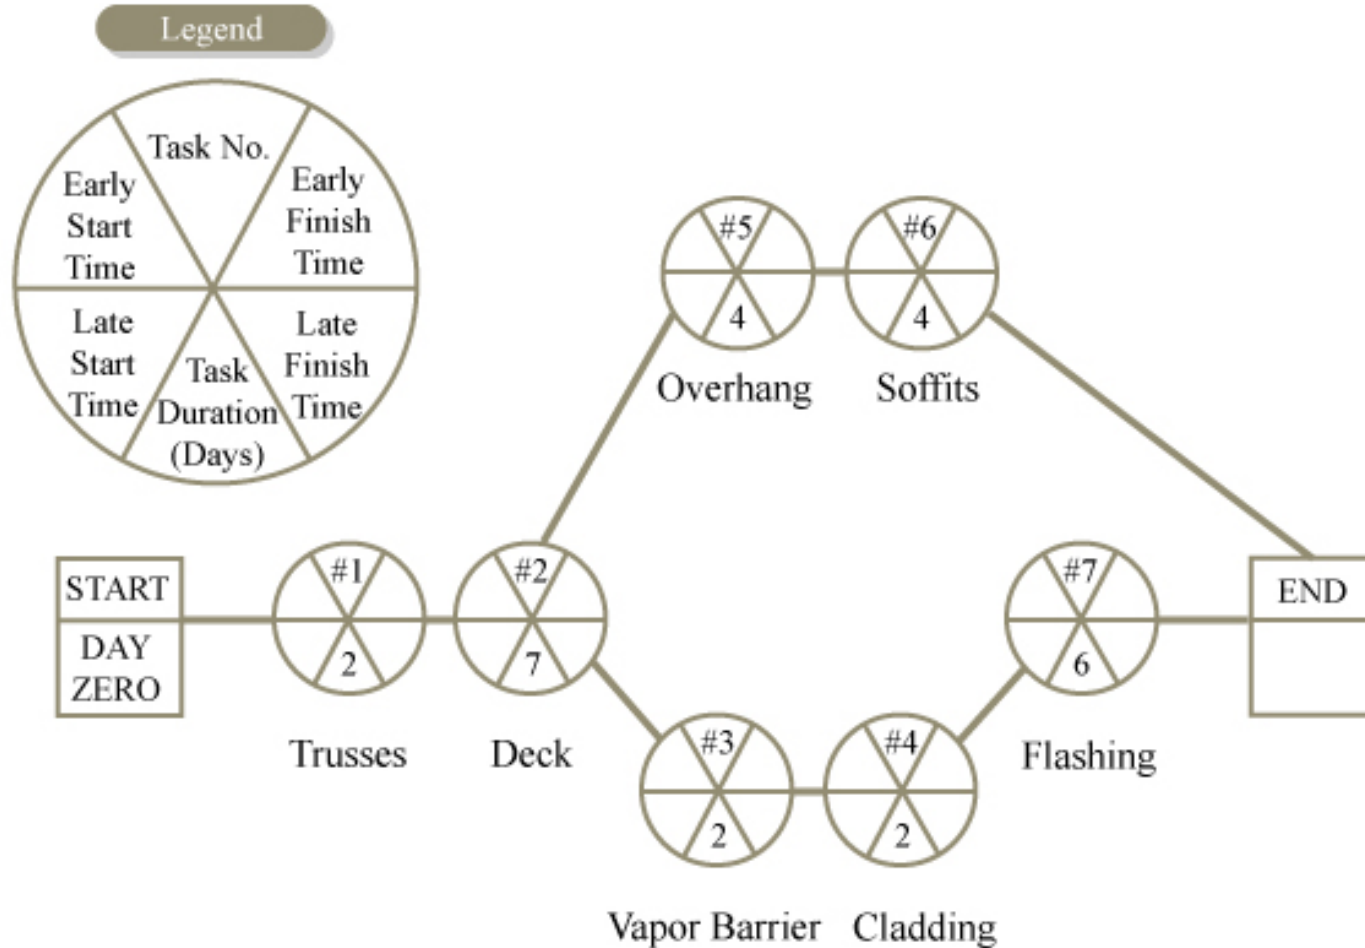 Legend
Task No.
Early
Start
Time
Early
Finish
Time
Late
Start
Time
Task
Duration
(Days)
Late
Finish
Time
#5
4
Overhang
#6
4
Soffits
START
DAY
ZERO
#1
2
Trusses
#2
7
Deck
#3
2
Vapor Barrier
#4
2
Cladding
#7
6
Flashing
END